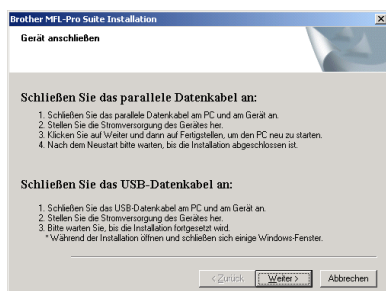 Brother MFL-Pro Suite Installation
Gerät anschließen
Schließen Sie das parallele Datenkabel an:
1. Schließen Sie das parallele Datenkabel am PC und am Gerät an.
2. Stellen Sie die Stromversorgung des Gerätes her.
3. Klicken Sie auf Weiter und dann auf Fertigstellen, um den PC neu zu starten.
4. Nach dem Neustart bitte warten, bis die Installation abgeschlossen ist.
Schließen Sie das USB-Datenkabel an:
1. Schließen Sie das USB-Datenkabel am PC und am Gerät an.
2. Stellen Sie die Stromversorgung des Gerätes her.
3. Bitte warten Sie, bis die Installation fortgesetzt wird.
* Während der Installation öffnen und schließen sich einige Windows-Fenster.
< Zurück Weiter > Abbrechen